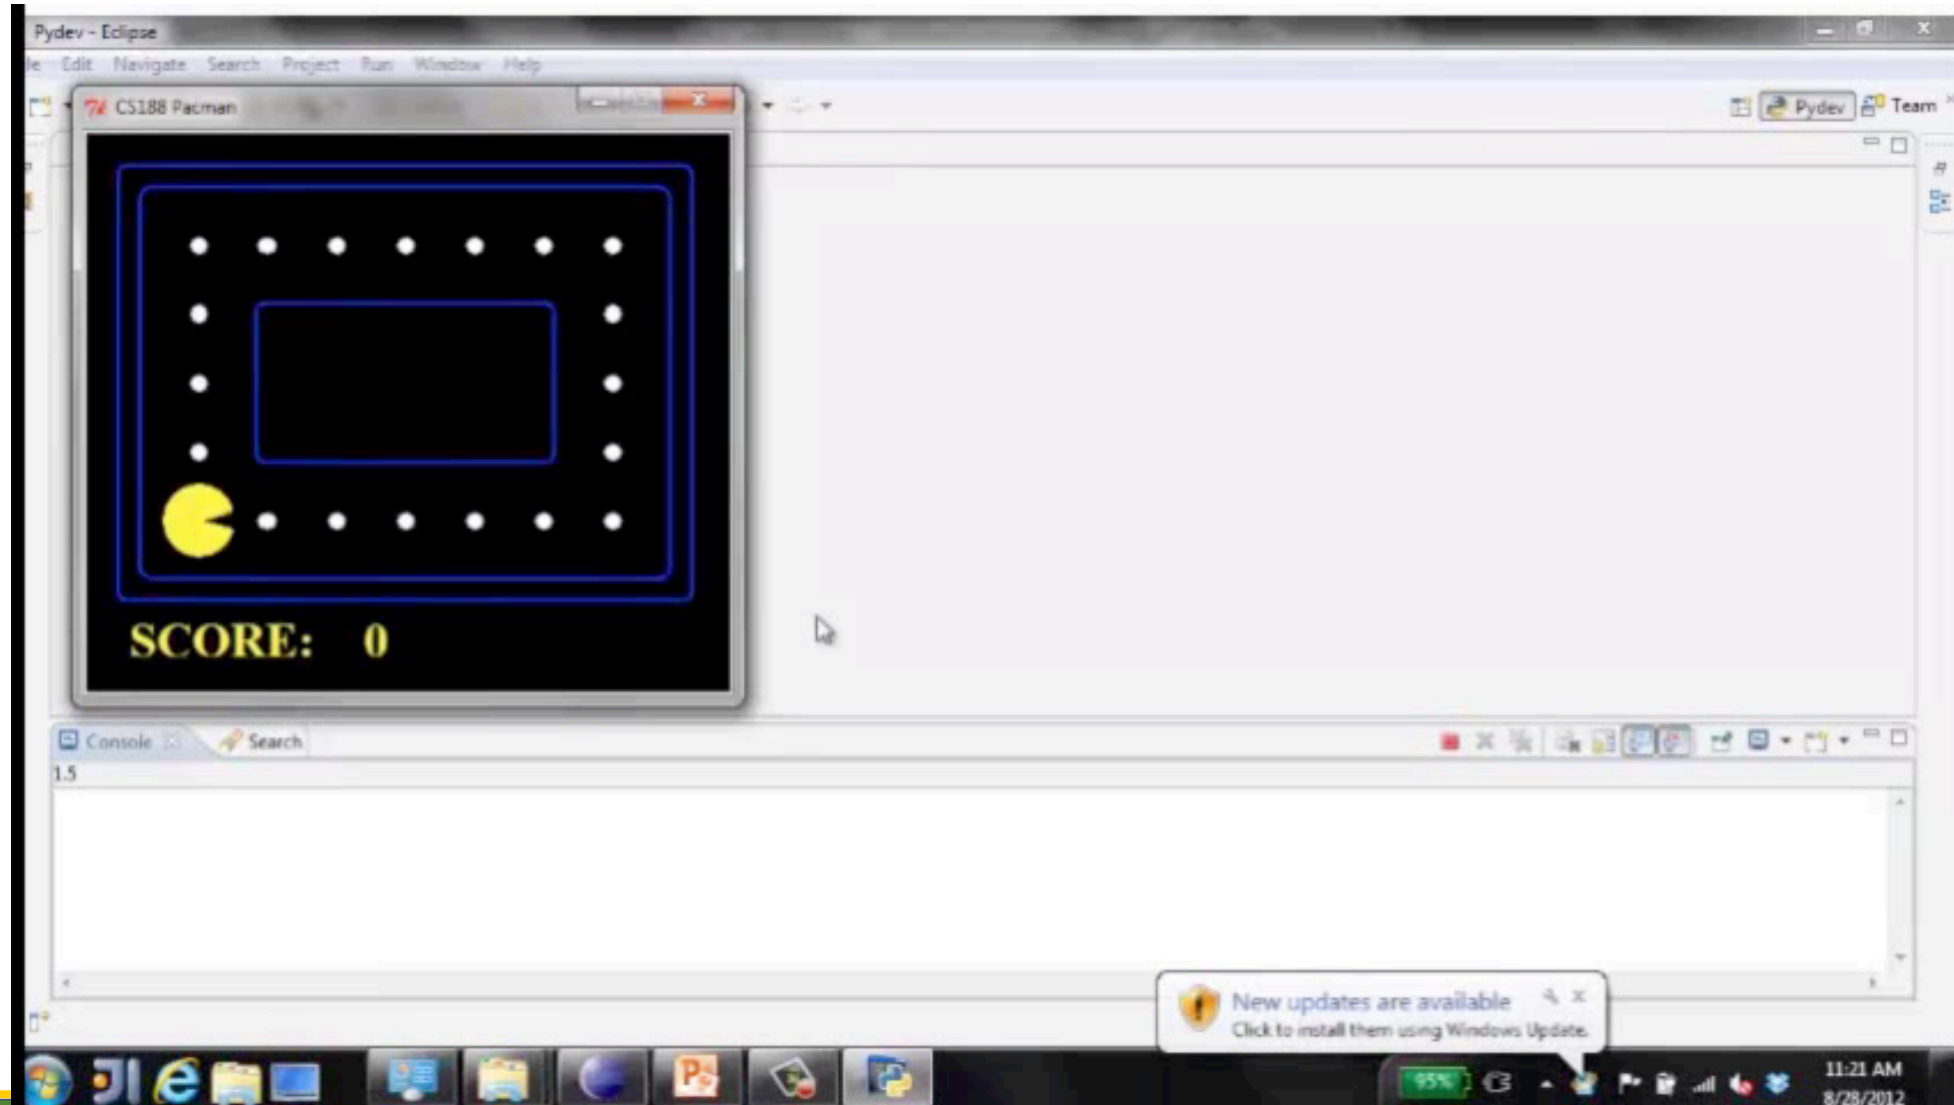 Pydev - Eclipse
le Edit Navigate Search Project Run Window Help
CS188 Pacman
Pydev Team
SCORE: 0
Console Search
1.5
New updates are available
Click to install them using Windows Update.
95%
11:21 AM
8/28/2012